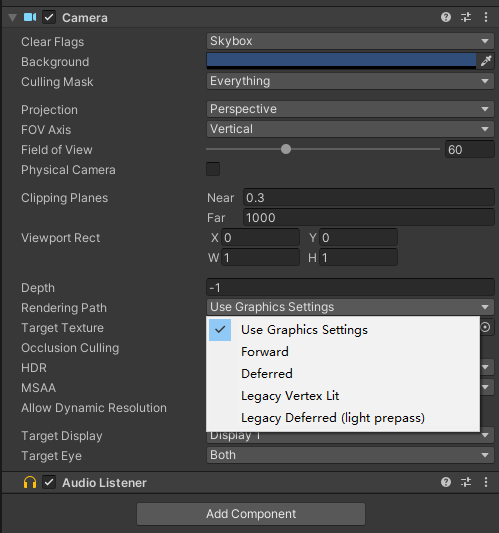 Camera
Clear Flags Skybox
Background
Culling Mask Everything
Projection Perspective
FOV Axis Vertical
Field of View 60
Physical Camera
Clipping Planes Near 0.3
Far 1000
Viewport Rect X 0 Y 0
W 1 H 1
Depth -1
Rendering Path Use Graphics Settings
Target Texture Use Graphics Settings
Occlusion Culling Forward
HDR Deferred
MSAA Legacy Vertex Lit
Allow Dynamic Resolution Legacy Deferred (light prepass)
Target Display Display 1
Target Eye Both
Audio Listener
Add Component